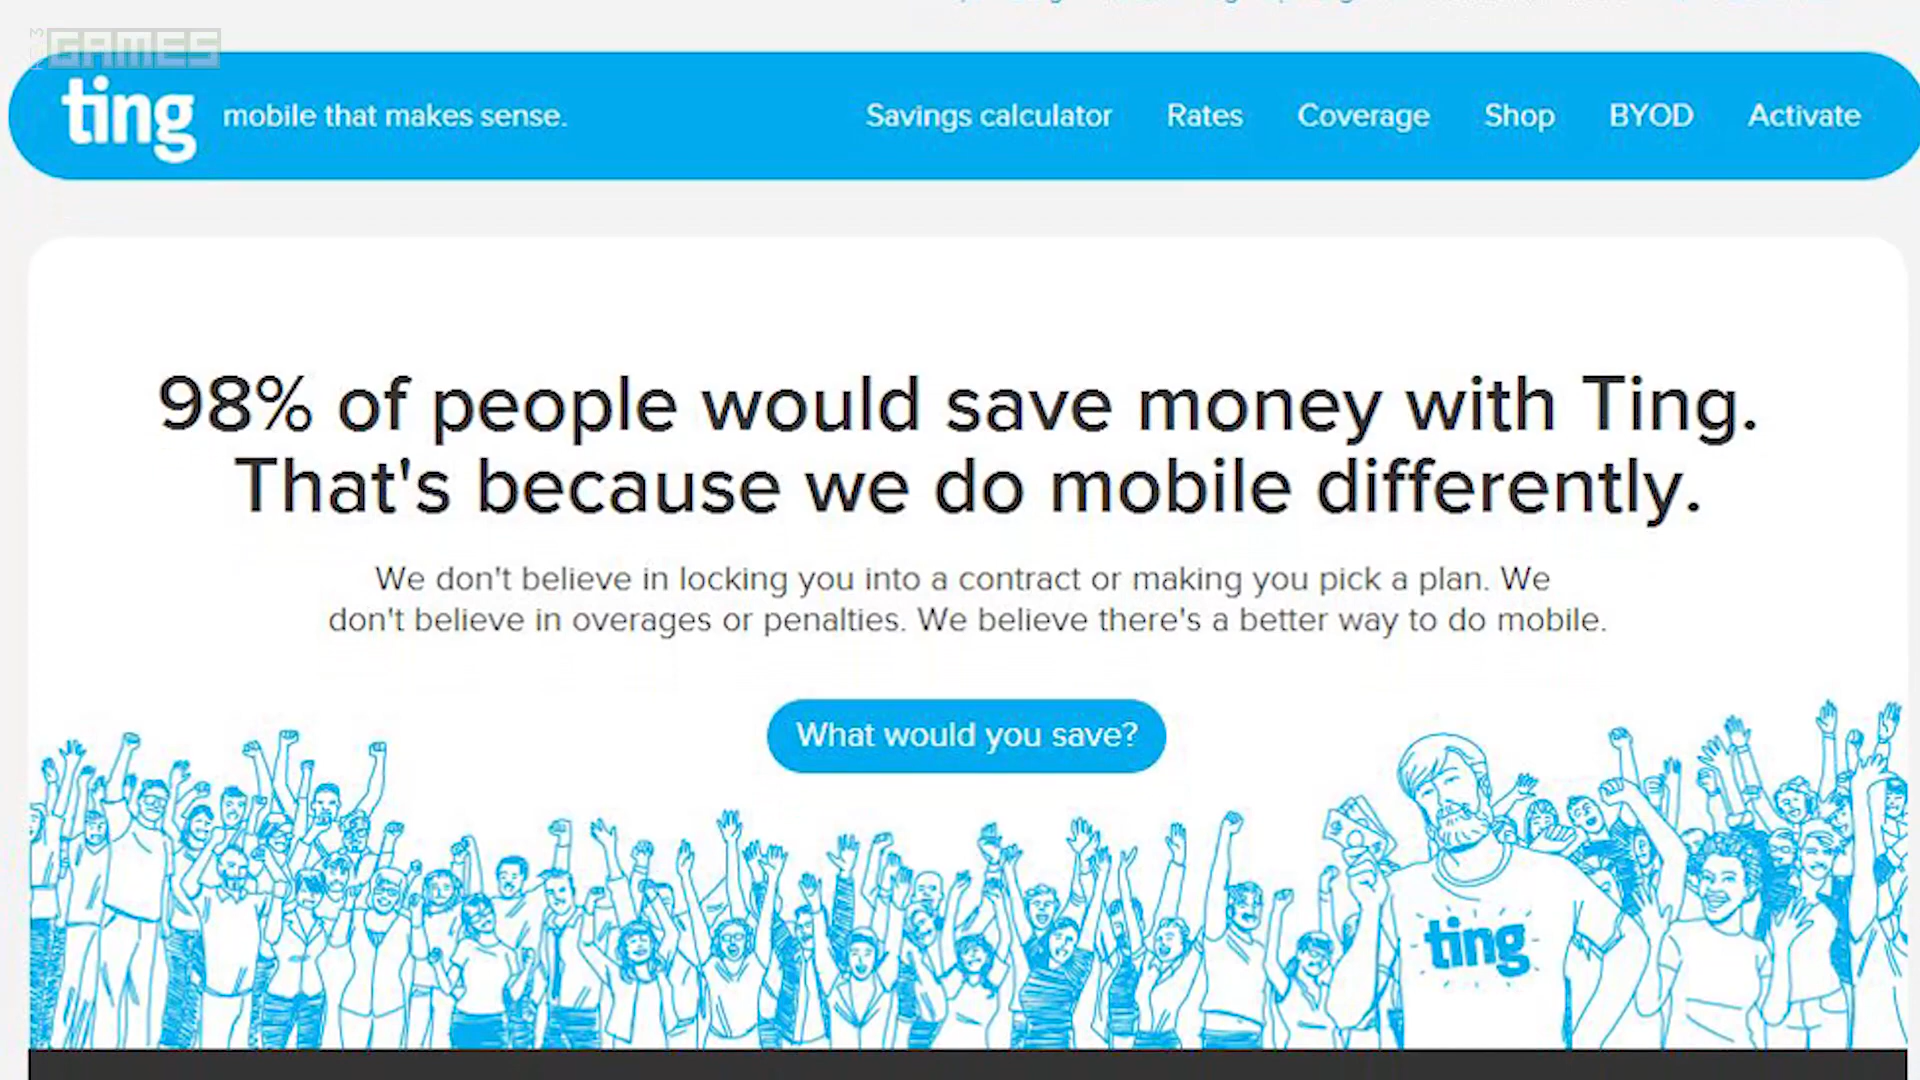 GAMES
ting mobile that makes sense. Savings calculator Rates Coverage Shop BYOD Activate
98% of people would save money with Ting.
That's because we do mobile differently.
We don't believe in locking you into a contract or making you pick a plan. We
don't believe in overages or penalties. We believe there's a better way to do mobile.
What would you save?
ting